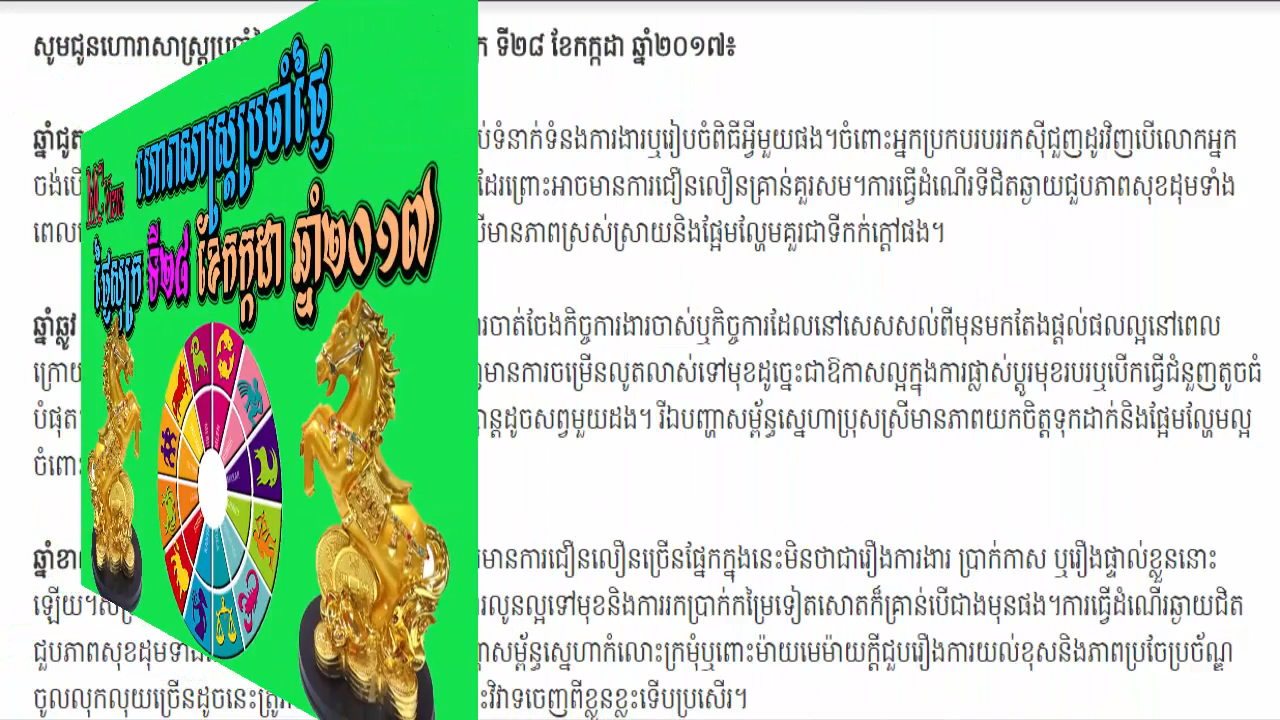 សូមជូនហោរាសាស្ត្រប្រចាំថ្ងៃ ទី២៨ ខែកក្កដា ឆ្នាំ២០១៧៖
ហោរាសាស្ត្រប្រចាំថ្ងៃ
MC View
ថ្ងៃសុក្រ ទី២៨ ខែកក្កដា ឆ្នាំ២០១៧
ឆ្នាំជូត ទំនាក់ទំនងការងារឬរៀបចំពិធីអ្វីមួយផង។ចំពោះអ្នកប្រកបរបររកស៊ីជួញដូរវិញបើលោកអ្នក
ចង់បើ ដែរព្រោះអាចមានការជឿនលឿនគ្រាន់គួរសម។ការធ្វើដំណើរទីជិតឆ្ងាយជួបភាពសុខដុមទាំង
ពេល មានភាពស្រស់ស្រាយនិងផ្អែមល្ហែមគួរជាទីកក់ក្តៅផង។
ឆ្នាំឆ្លូវ ចាត់ចែងកិច្ចការងារចាស់ឬកិច្ចការដែលនៅសេសសល់ពីមុនមកតែងផ្តល់ផលល្អនៅពេល
ក្រោយ មានការចម្រើនលូតលាស់ទៅមុខដូច្នេះជាឱកាសល្អក្នុងការផ្លាស់ប្តូរមុខរបរឬបើកធ្វើជំនួញតូចធំ
បំផុត ដូចសព្វមួយដង។ រីឯបញ្ហាសម្ព័ន្ធស្នេហាប្រុសស្រីមានភាពយកចិត្តទុកដាក់និងផ្អែមល្ហែមល្អ
ចំពោះ
ឆ្នាំខាល មានការជឿនលឿនច្រើនផ្នែកក្នុងនេះមិនថាជារឿងការងារ ប្រាក់កាស ឬរឿងផ្ទាល់ខ្លួននោះ
ឡើយ។ លូនល្អទៅមុខនិងការរកប្រាក់កម្រៃទៀតសោតក៏គ្រាន់បើជាងមុនផង។ការធ្វើដំណើរឆ្ងាយជិត
ជួបភាពសុខដុមទាំង សម្ព័ន្ធស្នេហាកំលោះក្រមុំឬពោះម៉ាយមេម៉ាយក្តីជួបរឿងការយល់ខុសនិងភាពប្រចែប្រច័ណ្ឌ
ចូលលុកលុយច្រើនដូចនេះត្រូវ វិវាទចេញពីខ្លួនខ្លះទើបប្រសើរ។